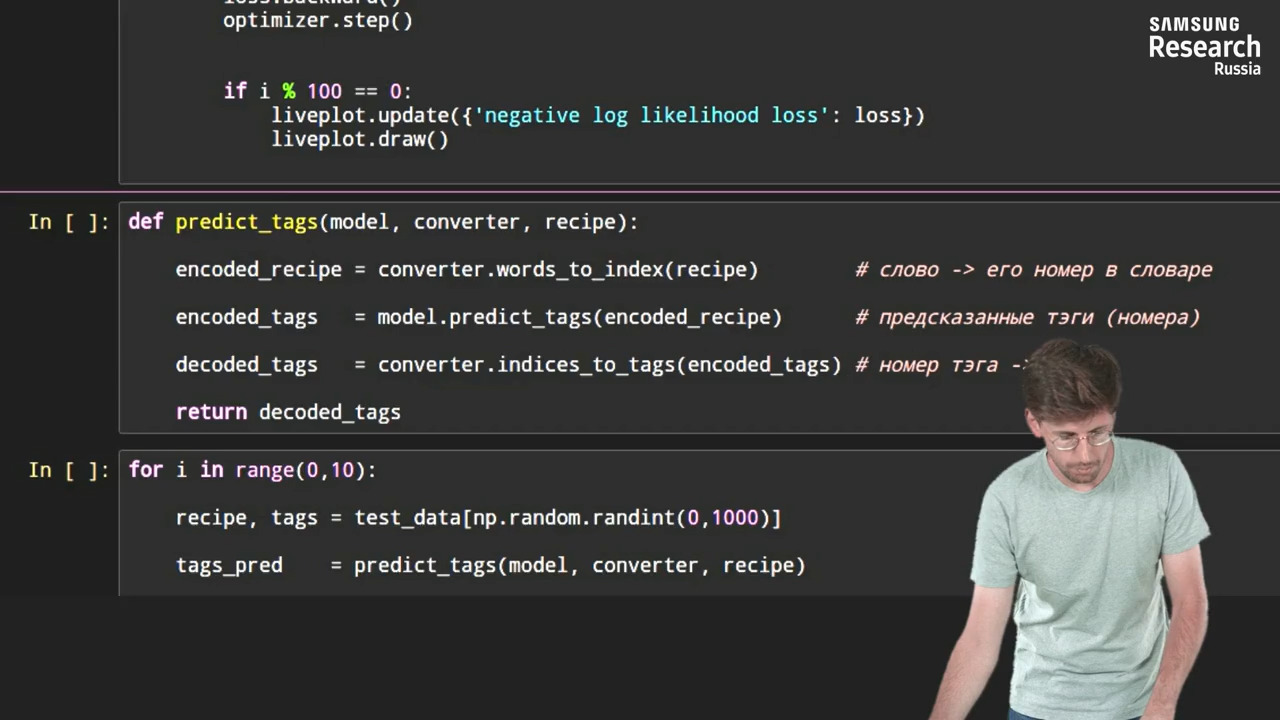 loss.backward()
optimizer.step()
SAMSUNG
Research
Russia
if i % 100 == 0:
liveplot.update({'negative log likelihood loss': loss})
liveplot.draw()
In [ ]: def predict_tags(model, converter, recipe):
encoded_recipe = converter.words_to_index(recipe) # слово -> его номер в словаре
encoded_tags = model.predict_tags(encoded_recipe) # предсказанные тэги (номера)
decoded_tags = converter.indices_to_tags(encoded_tags) # номер тэга ->
return decoded_tags
In [ ]: for i in range(0,10):
recipe, tags = test_data[np.random.randint(0,1000)]
tags_pred = predict_tags(model, converter, recipe)